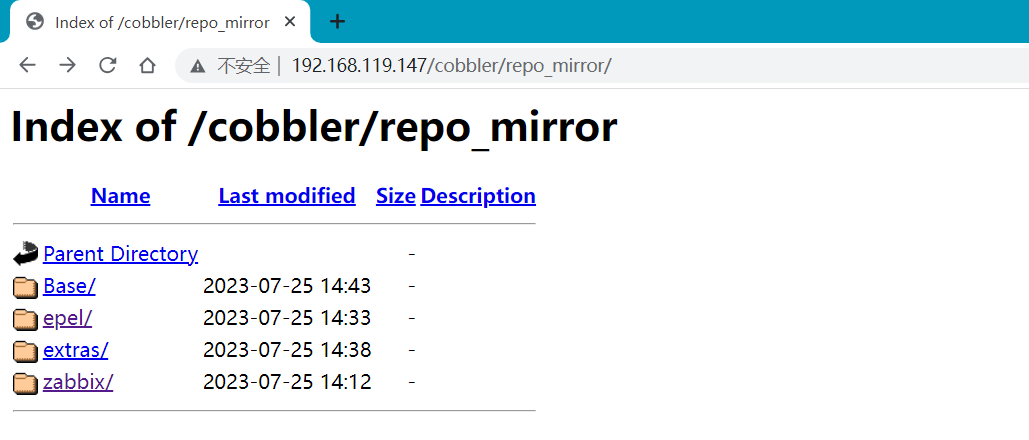 Index of /cobbler/repo_mirror
不安全 | 192.168.119.147/cobbler/repo_mirror/
Index of /cobbler/repo_mirror
Name Last modified Size Description
Parent Directory -
Base/ 2023-07-25 14:43 -
epel/ 2023-07-25 14:33 -
extras/ 2023-07-25 14:38 -
zabbix/ 2023-07-25 14:12 -